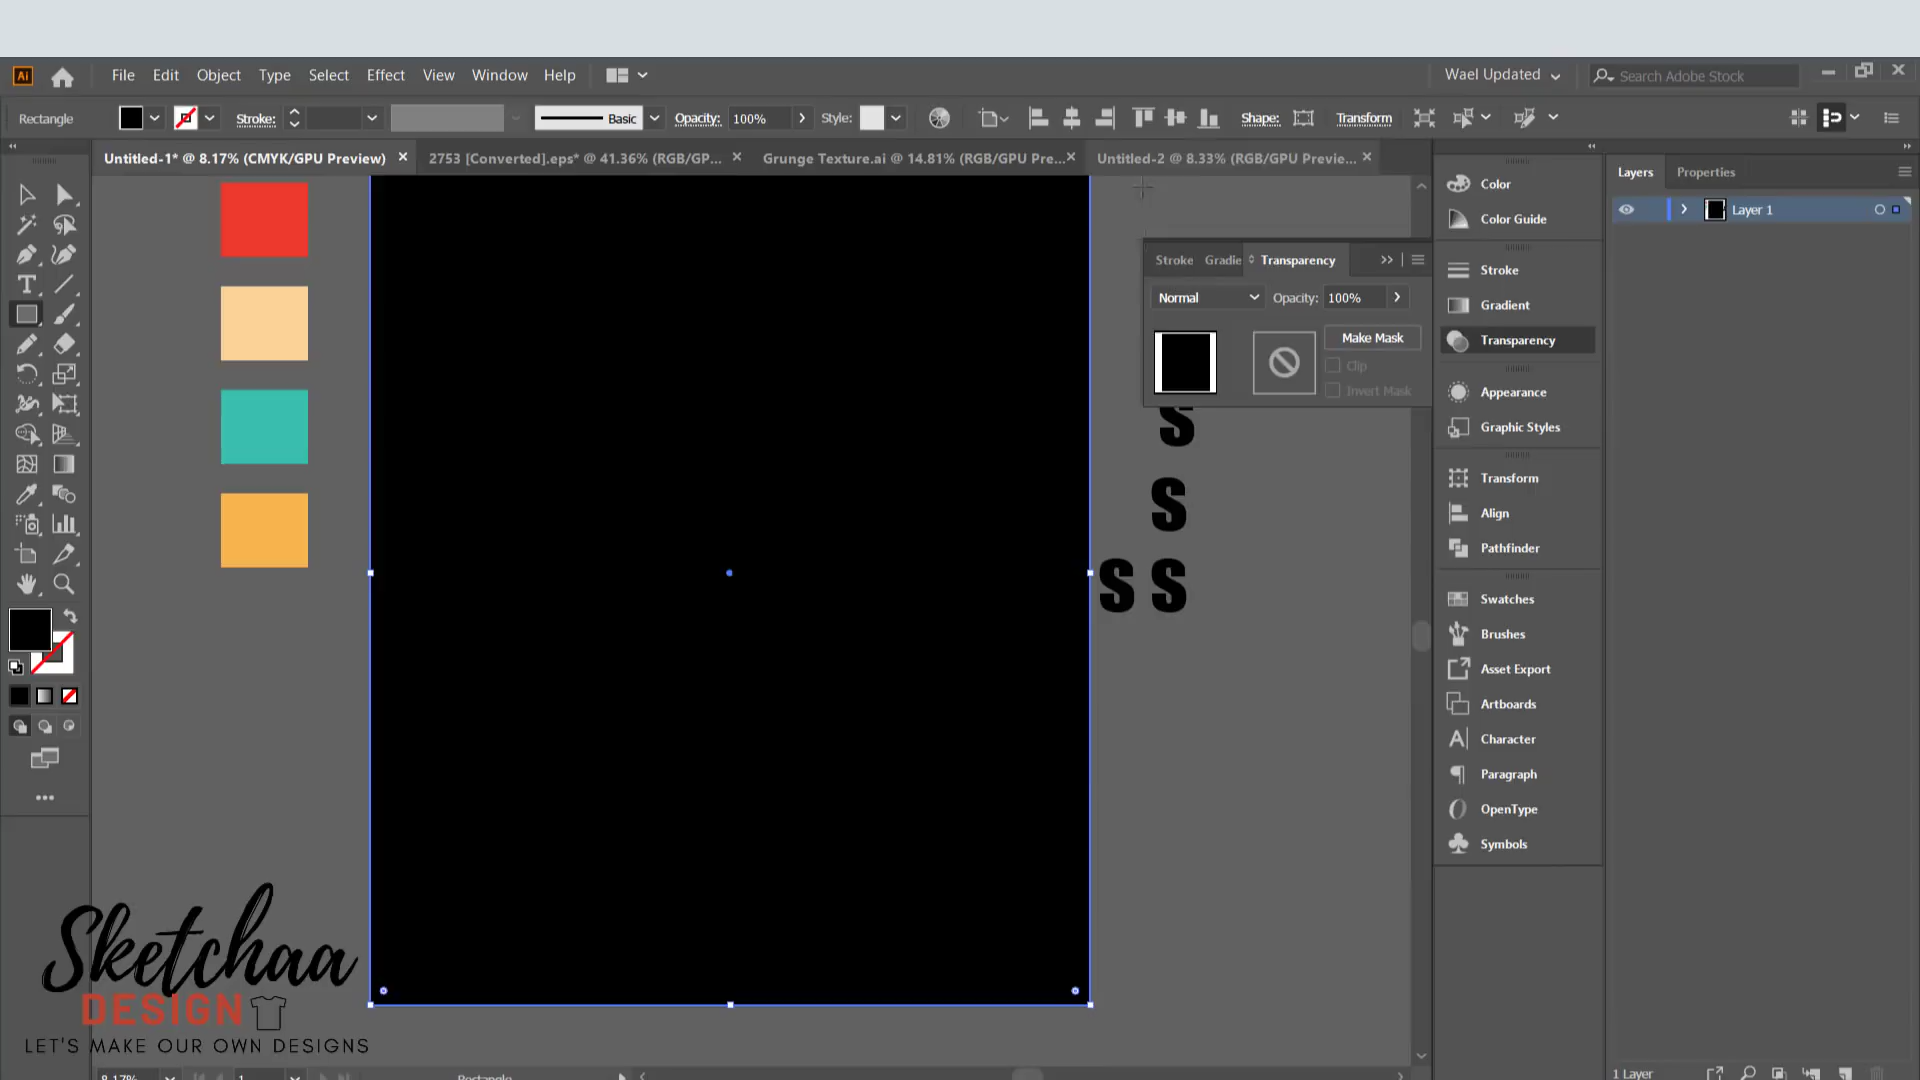 Ai File Edit Object Type Select Effect View Window Help Wael Updated Search Adobe Stock
Rectangle Stroke: Basic Opacity: 100% Style: Shape: Transform
Untitled-1* @ 8.17% (CMYK/GPU Preview) × 2753 [Converted].eps* @ 41.36% (RGB/GP... × Grunge Texture.ai @ 14.81% (RGB/GPU Pre... × Untitled-2 @ 8.33% (RGB/GPU Previe... ×
Stroke Gradie Transparency
Normal Opacity: 100%
Make Mask
Clip
Invert Mask
S
S
S S
Color
Color Guide
Stroke
Gradient
Transparency
Appearance
Graphic Styles
Transform
Align
Pathfinder
Swatches
Brushes
Asset Export
Artboards
Character
Paragraph
OpenType
Symbols
Layers Properties
Layer 1
Sketchaa
DESIGN
LET'S MAKE OUR OWN DESIGNS
8.17% 1 Rectangle
1 Layer